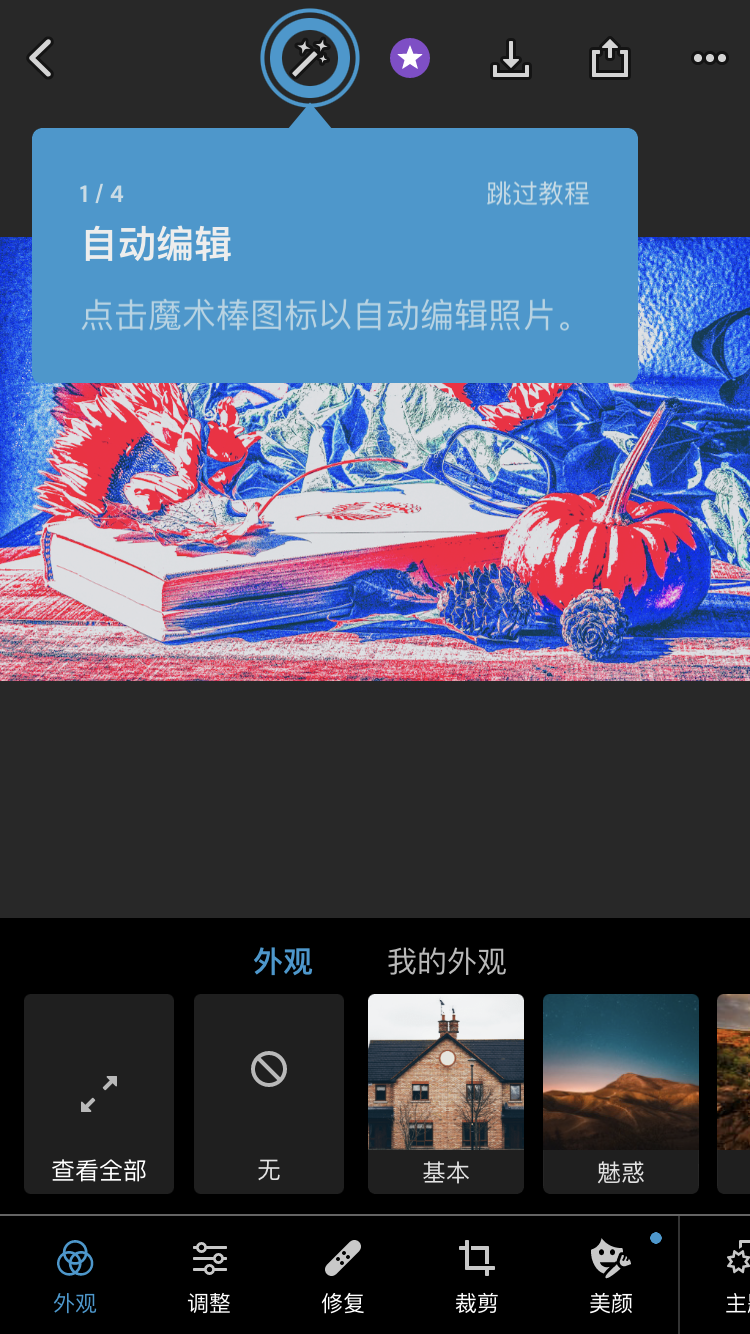 1 / 4
跳过教程
自动编辑
点击魔术棒图标以自动编辑照片。
外观
我的外观
查看全部
无
基本
魅惑
外观
调整
修复
裁剪
美颜
主